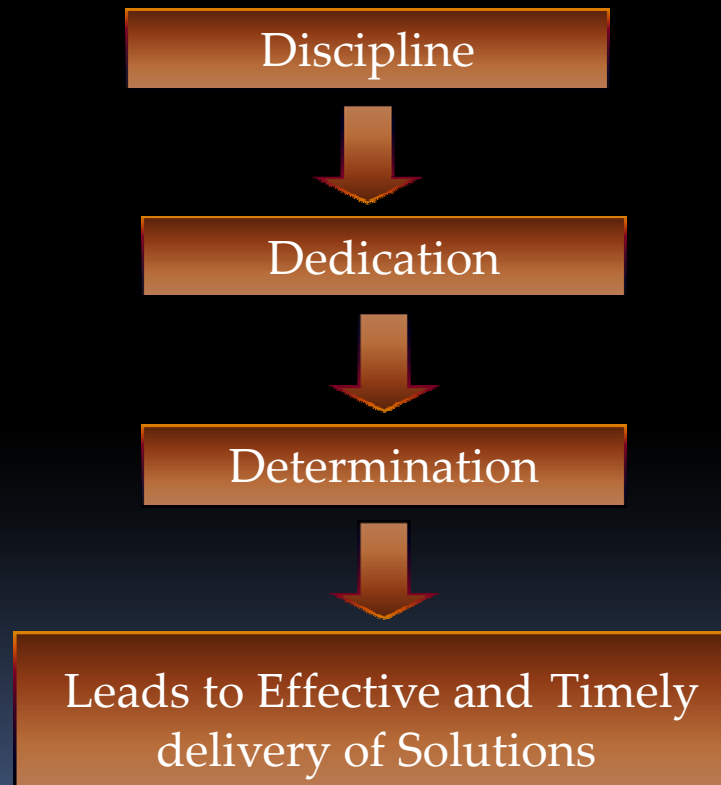 Discipline
Dedication
Determination
Leads to Effective and Timely
delivery of Solutions